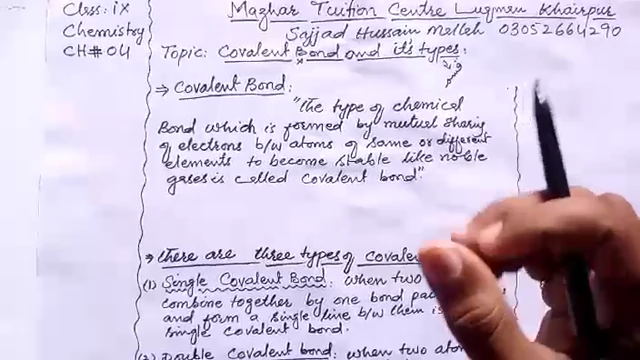 Class: IX
Chemistry
CH# 04
Mazhar Tuition Centre Luqman Khairpur
Sajjad Hussain Malleh 03052664290
Topic: Covalent Bond and it's types:
⇒ Covalent Bond:
"The type of chemical
Bond which is formed by mutual sharing
of electrons b/w atoms of same or different
elements to become stable like noble
gases is called covalent bond."
⇒ There are three types of coval
(1) Single Covalent Bond: when two
combine together by one bond pa
and form a single line b/w them is
single covalent bond.
(2) Double covalent bond: when two ato